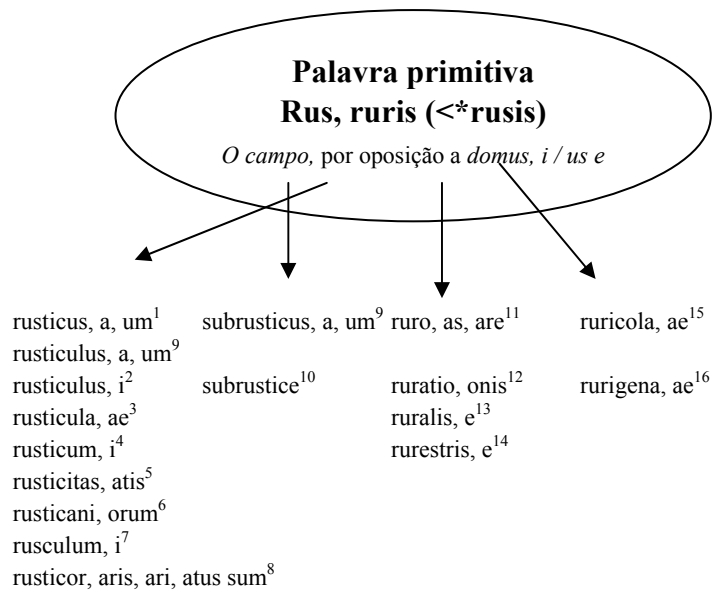 Palavra primitiva
Rus, ruris (<*rusis)
O campo, por oposição a domus, i / us e
rusticus, a, um¹ subrusticus, a, um⁹ ruro, as, are¹¹ ruricola, ae¹⁵
rusticulus, a, um⁹
rusticulus, i² subrustice¹⁰ ruratio, onis¹² rurigena, ae¹⁶
rusticula, ae³ ruralis, e¹³
rusticum, i⁴ rurestris, e¹⁴
rusticitas, atis⁵
rusticani, orum⁶
rusculum, i⁷
rusticor, aris, ari, atus sum⁸